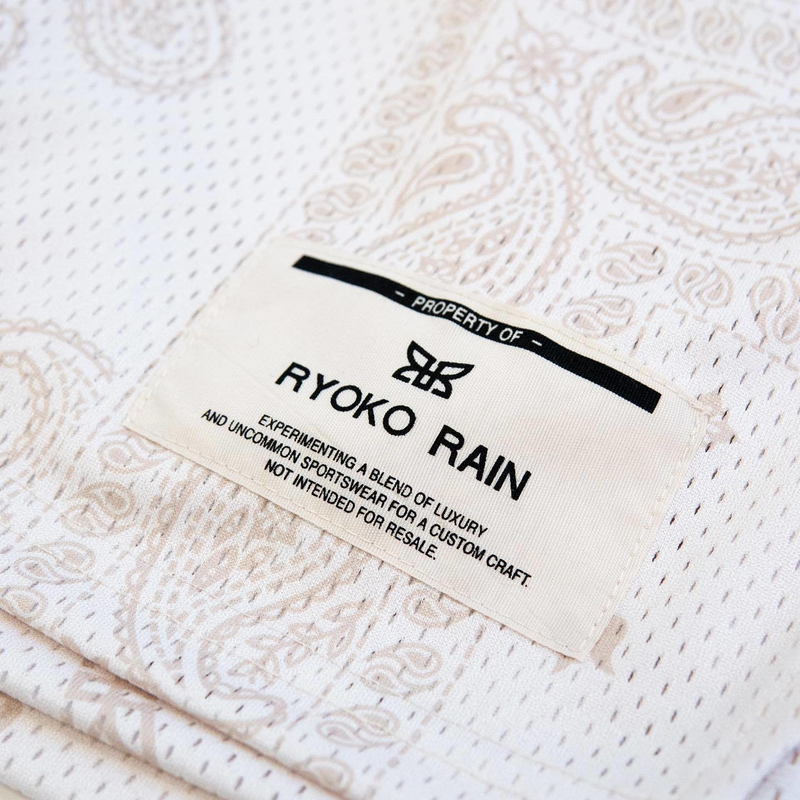 - PROPERTY OF -
RYOKO RAIN
EXPERIMENTING A BLEND OF LUXURY
AND UNCOMMON SPORTSWEAR FOR A CUSTOM CRAFT.
NOT INTENDED FOR RESALE.